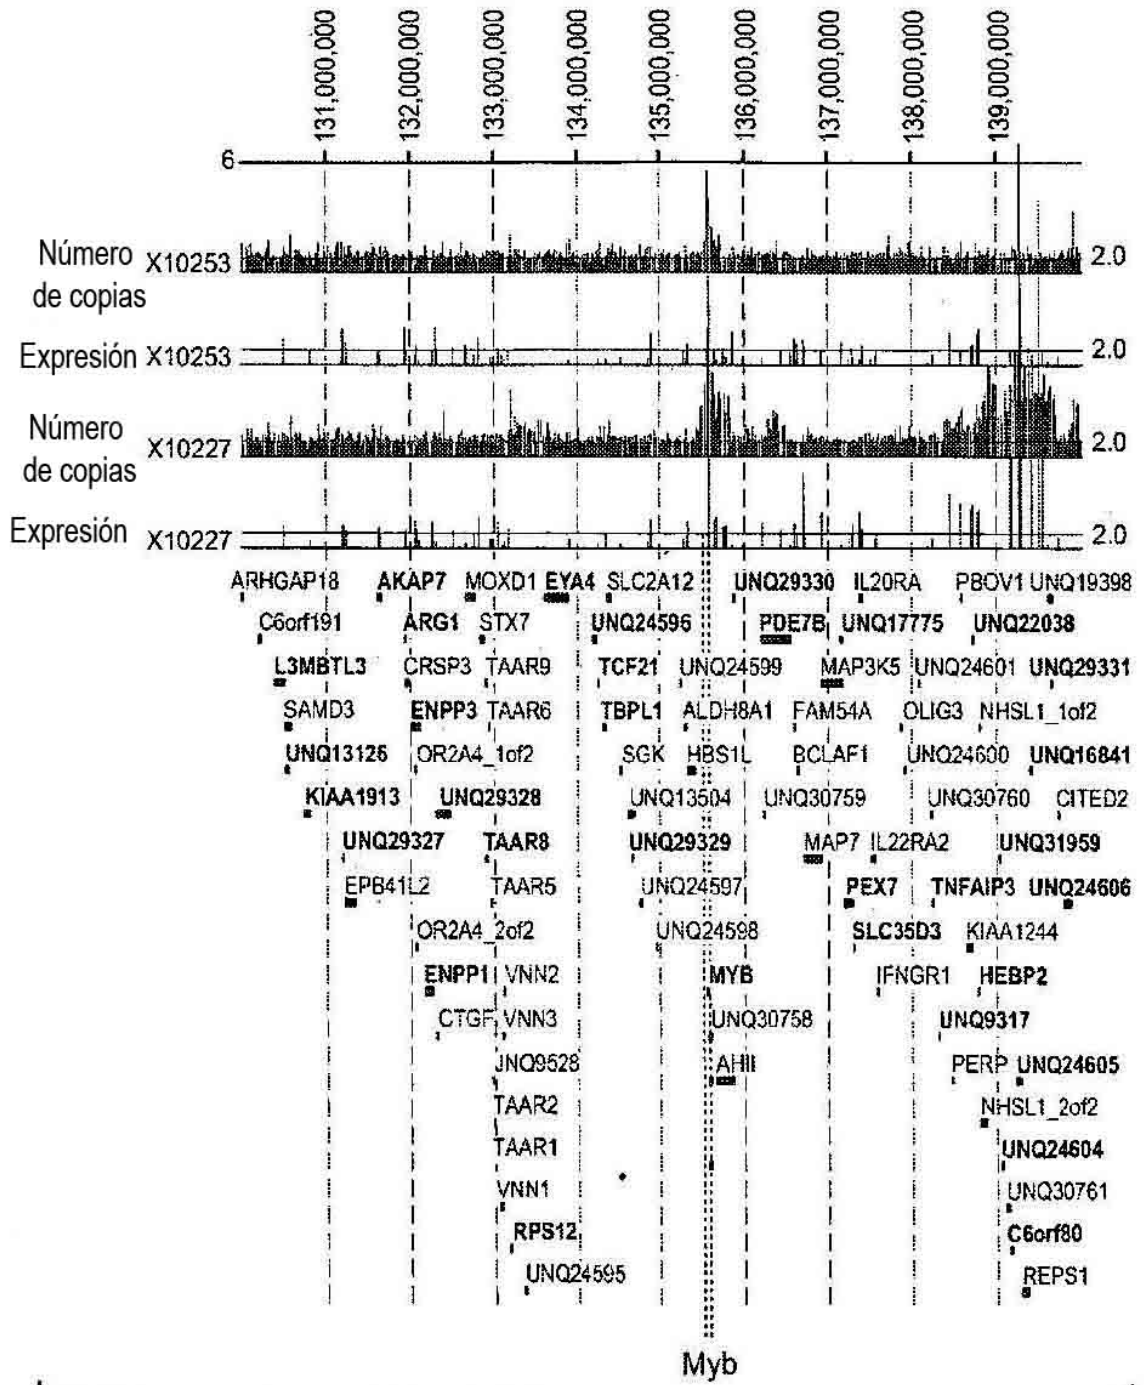 131,000,000 132,000,000 133,000,000 134,000,000 135,000,000 136,000,000 137,000,000 138,000,000 139,000,000
6
Número de copias X10253 2.0
Expresión X10253 2.0
Número de copias X10227 2.0
Expresión X10227 2.0
ARHGAP18 AKAP7 MOXD1 EYA4 SLC2A12 UNQ29330 IL20RA PBOV1 UNQ19398
C6orf191 ARG1 STX7 UNQ24596 PDE7B UNQ17775 UNQ22038
L3MBTL3 CRSP3 TAAR9 TCF21 UNQ24599 MAP3K5 UNQ24601 UNQ29331
SAMD3 ENPP3 TAAR6 TBPL1 ALDH8A1 FAM54A OLIG3 NHSL1_1of2
UNQ13126 OR2A4_1of2 SGK HBS1L BCLAF1 UNQ24600 UNQ16841
KIAA1913 UNQ29328 UNQ13504 UNQ30759 UNQ30760 CITED2
UNQ29327 TAAR8 UNQ29329 MAP7 IL22RA2 UNQ31959
EPB41L2 TAAR5 UNQ24597 PEX7 TNFAIP3 UNQ24606
OR2A4_2of2 UNQ24598 SLC35D3 KIAA1244
ENPP1 VNN2 MYB IFNGR1 HEBP2
CTGF VNN3 UNQ30758 UNQ9317
JNQ9528 AHII PERP UNQ24605
TAAR2 NHSL1_2of2
TAAR1 UNQ24604
VNN1 UNQ30761
RPS12 C6orf80
UNQ24595 REPS1
Myb